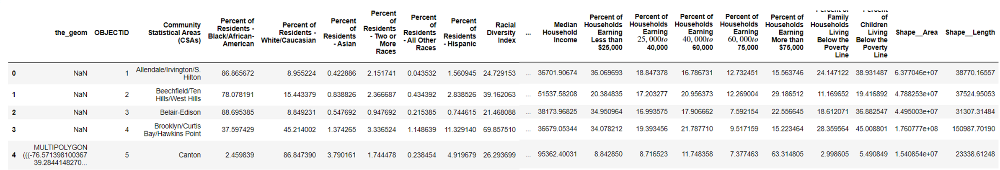 the_geom
OBJECTID
Community
Statistical Areas
(CSAs)
Percent of
Residents -
Black/African-
American
Percent of
Residents -
White/Caucasian
Percent
of
Residents
- Asian
Percent
of
Residents
- Two or
More
Races
Percent
of
Residents
- All Other
Races
Percent
of
Residents
- Hispanic
Racial
Diversity
Index
...
Median
Household
Income
Percent of
Households
Earning
Less than
$25,000
Percent of
Households
Earning
25,000to
40,000
Percent of
Households
Earning
40,000to
60,000
Percent of
Households
Earning
60,000to
75,000
Percent of
Households
Earning
More than
$75,000
Percent of
Family
Households
Living
Below the
Poverty
Line
Percent
of
Children
Living
Below the
Poverty
Line
Shape__Area
Shape__Length
0 NaN 1 Allendale/Irvington/S.
Hilton 86.865672 8.955224 0.422886 2.151741 0.043532 1.560945 24.729153 ... 36701.90674 36.069693 18.847378 16.786731 12.732451 15.563746 24.147122 38.931487 6.377046e+07 38770.16557
1 NaN 2 Beechfield/Ten
Hills/West Hills 78.078191 15.443379 0.838826 2.366687 0.434392 2.838526 39.162063 ... 51537.58208 20.384835 17.203277 20.956373 12.269004 29.186512 11.169652 19.416892 4.788253e+07 37524.95053
2 NaN 3 Belair-Edison 88.695385 8.849231 0.547692 0.947692 0.215385 0.744615 21.468088 ... 38173.96825 34.950964 16.993575 17.906662 7.592154 22.556645 18.612071 36.882547 4.495003e+07 31307.31484
3 NaN 4 Brooklyn/Curtis
Bay/Hawkins Point 37.597429 45.214002 1.374265 3.336524 1.148639 11.329140 69.857510 ... 36679.05344 34.078212 19.393456 21.787710 9.517159 15.223464 28.359564 45.008801 1.760777e+08 150987.70190
4 MULTIPOLYGON
(((-76.571398100367
39.2844148270... 5 Canton 2.459839 86.847390 3.790161 1.744478 0.238454 4.919679 26.293699 ... 95362.40031 8.842850 8.716523 11.748358 7.377463 63.314805 2.998605 5.490849 1.540854e+07 23338.61248